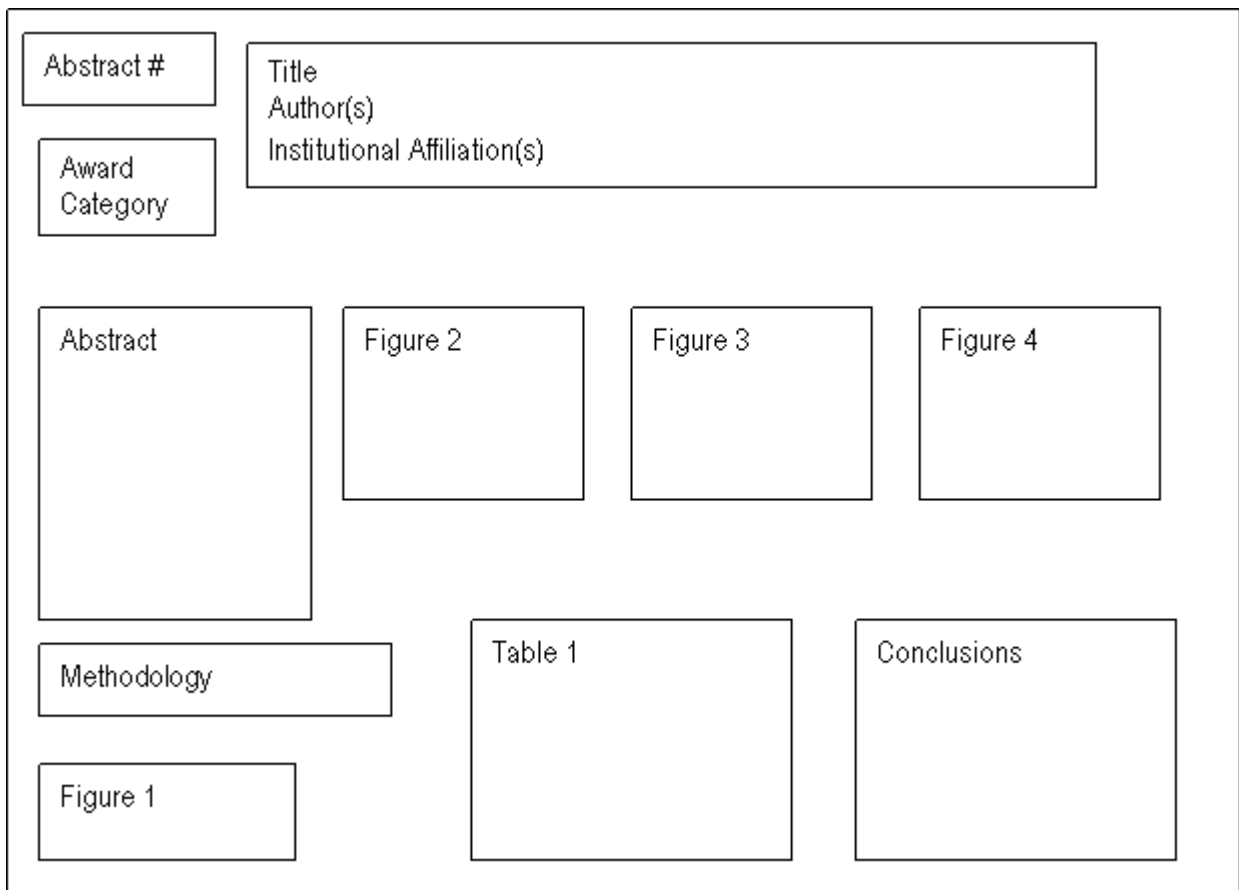 Abstract #
Title
Author(s)
Institutional Affiliation(s)
Award
Category
Abstract
Figure 2
Figure 3
Figure 4
Methodology
Table 1
Conclusions
Figure 1